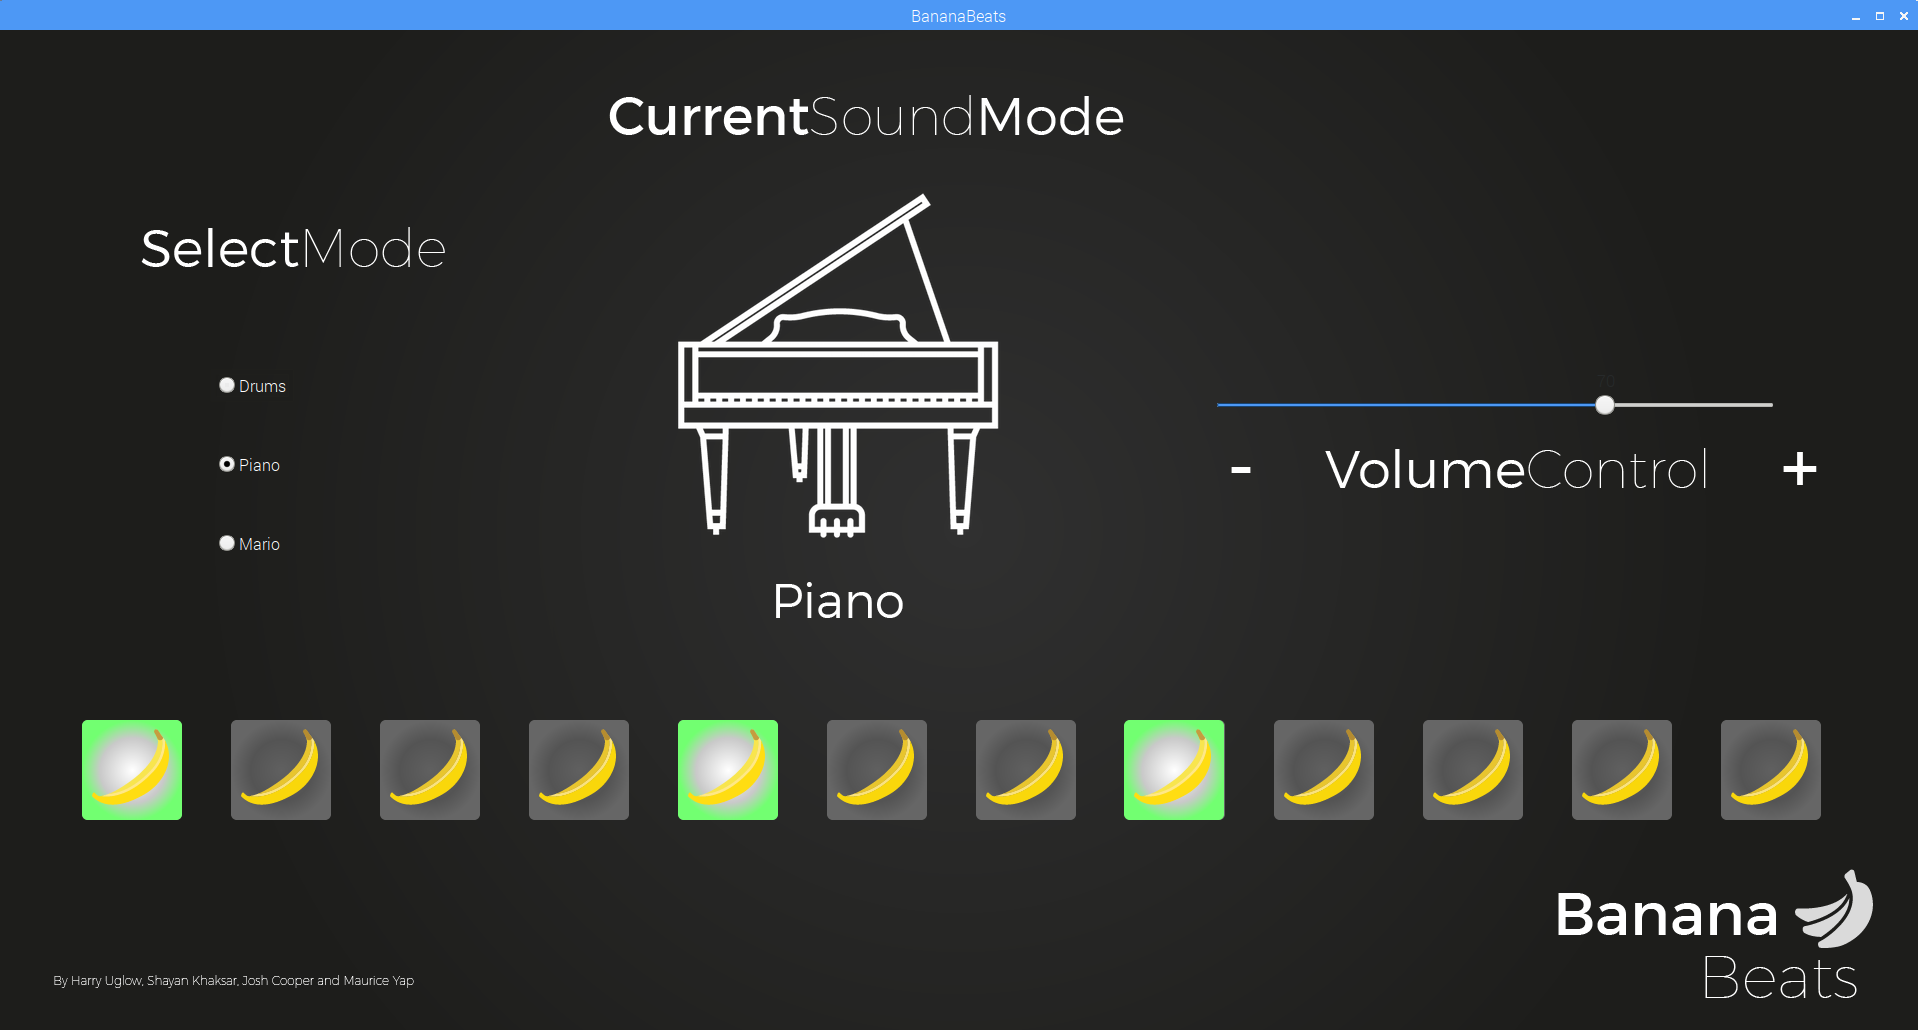 BananaBeats
CurrentSoundMode
SelectMode
Drums
Piano
Mario
Piano
70
- VolumeControl +
Banana
Beats
By Harry Uglow, Shayan Khaksar, Josh Cooper and Maurice Yap